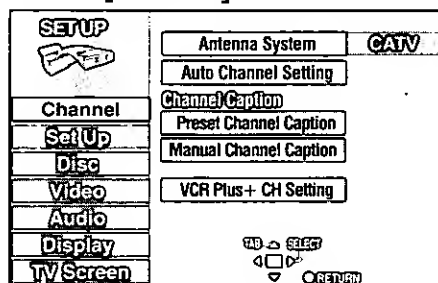 SETUP
Antenna System CATV
Auto Channel Setting
Channel
Channel Caption
Preset Channel Caption
Manual Channel Caption
VCR Plus+ CH Setting
Set Up
Disc
Video
Audio
Display
TV Screen
TAB SELECT
RETURN